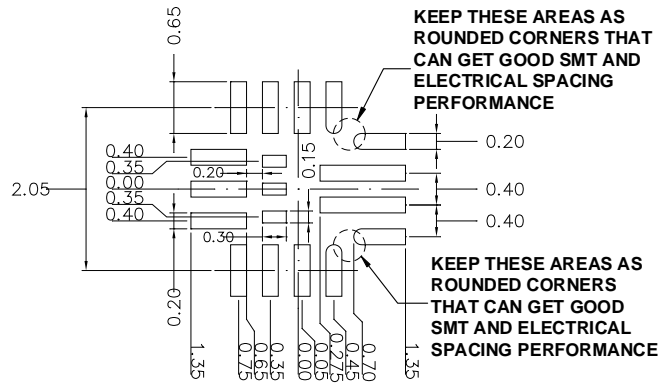 KEEP THESE AREAS AS
ROUNDED CORNERS THAT
CAN GET GOOD SMT AND
ELECTRICAL SPACING
PERFORMANCE
0.65
0.40
0.35
0.20
0.00
0.35
0.40
2.05
0.15
0.20
0.40
0.40
0.30
0.20
KEEP THESE AREAS AS
ROUNDED CORNERS
THAT CAN GET GOOD
SMT AND ELECTRICAL
SPACING PERFORMANCE
1.35
0.75
0.65
0.35
0.00
0.05
0.275
0.45
0.70
1.35